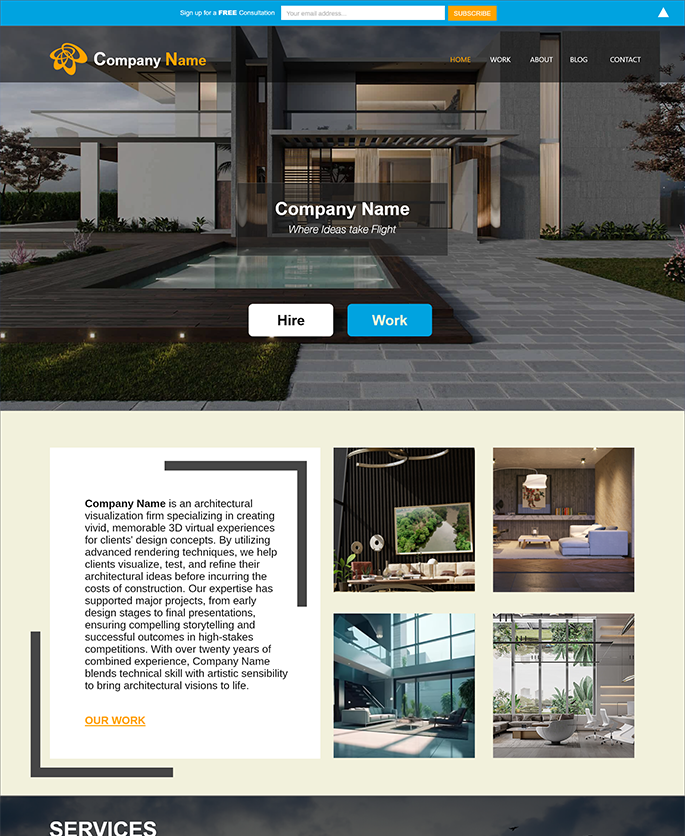 Sign up for a FREE Consultation
Your email address...
SUBSCRIBE
Company Name
HOME
WORK
ABOUT
BLOG
CONTACT
Company Name
Where Ideas take Flight
Hire
Work
Company Name is an architectural
visualization firm specializing in creating
vivid, memorable 3D virtual experiences
for clients' design concepts. By utilizing
advanced rendering techniques, we help
clients visualize, test, and refine their
architectural ideas before incurring the
costs of construction. Our expertise has
supported major projects, from early
design stages to final presentations,
ensuring compelling storytelling and
successful outcomes in high-stakes
competitions. With over twenty years of
combined experience, Company Name
blends technical skill with artistic sensibility
to bring architectural visions to life.
OUR WORK
SERVICES